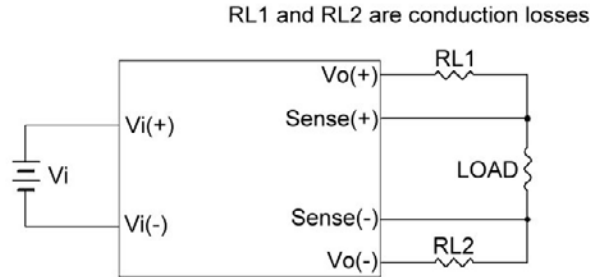 RL1 and RL2 are conduction losses
Vo(+)
RL1
Sense(+)
Vi(+)
Vi
LOAD
Vi(-)
Sense(-)
Vo(-)
RL2